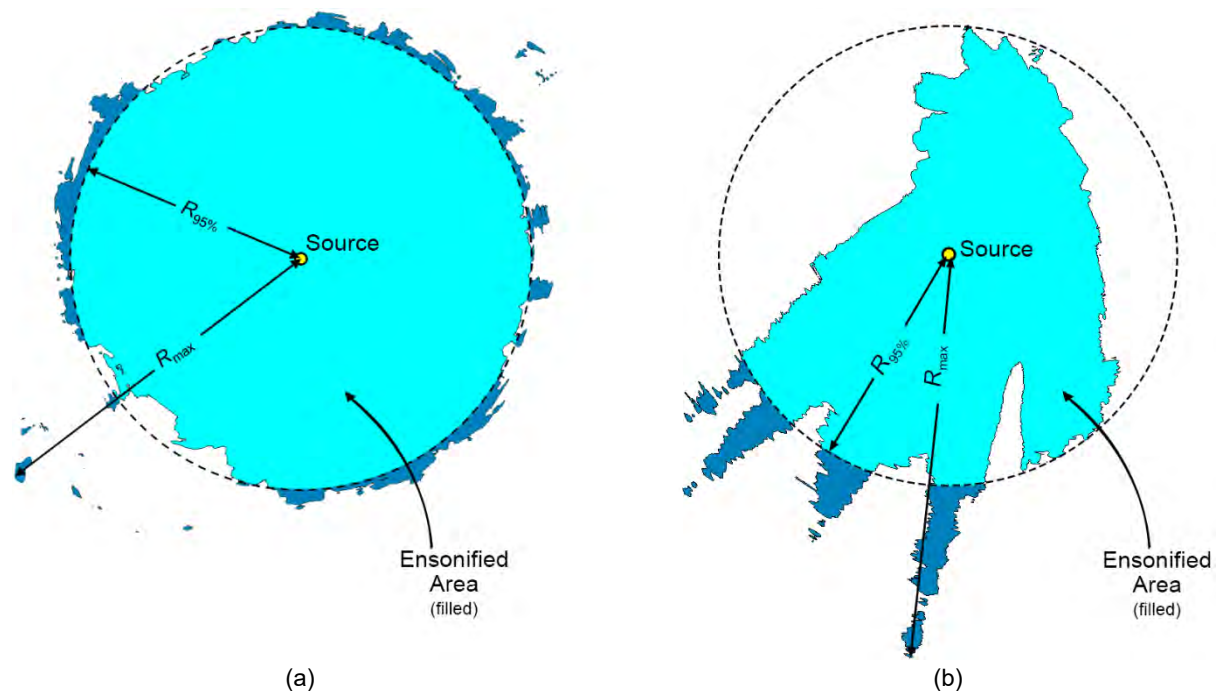 R95%
Source
Rmax
Ensonified
Area
(filled)
(a)
Source
R95%
Rmax
Ensonified
Area
(filled)
(b)